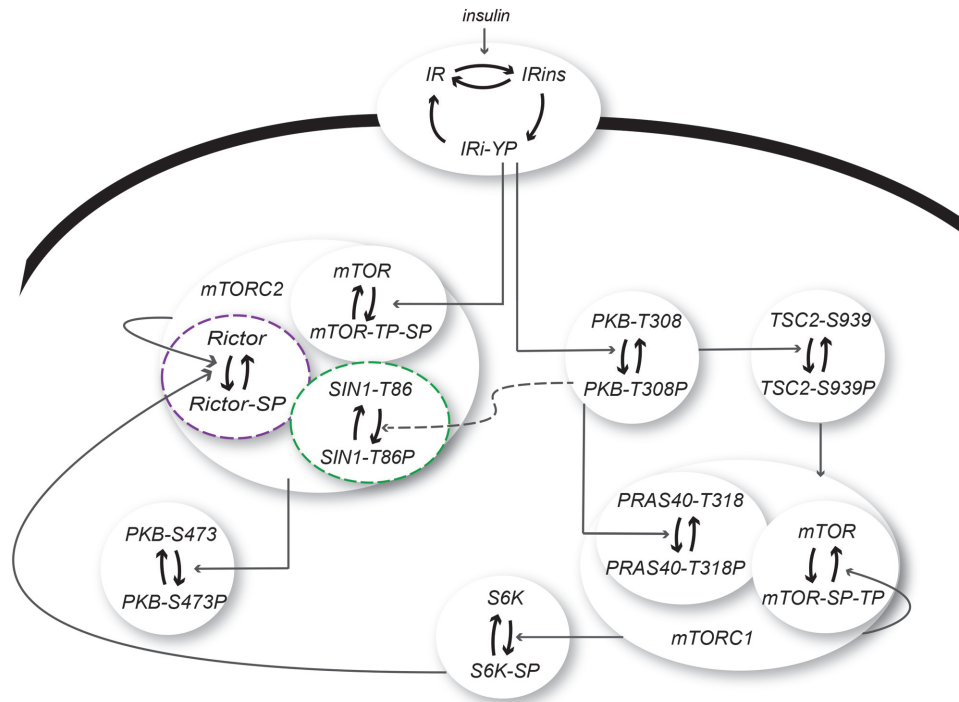 insulin
IR
IRins
IRi-YP
mTORC2
mTOR
mTOR-TP-SP
Rictor
Rictor-SP
SIN1-T86
SIN1-T86P
PKB-T308
PKB-T308P
TSC2-S939
TSC2-S939P
PKB-S473
PKB-S473P
PRAS40-T318
PRAS40-T318P
mTOR
mTOR-SP-TP
mTORC1
S6K
S6K-SP